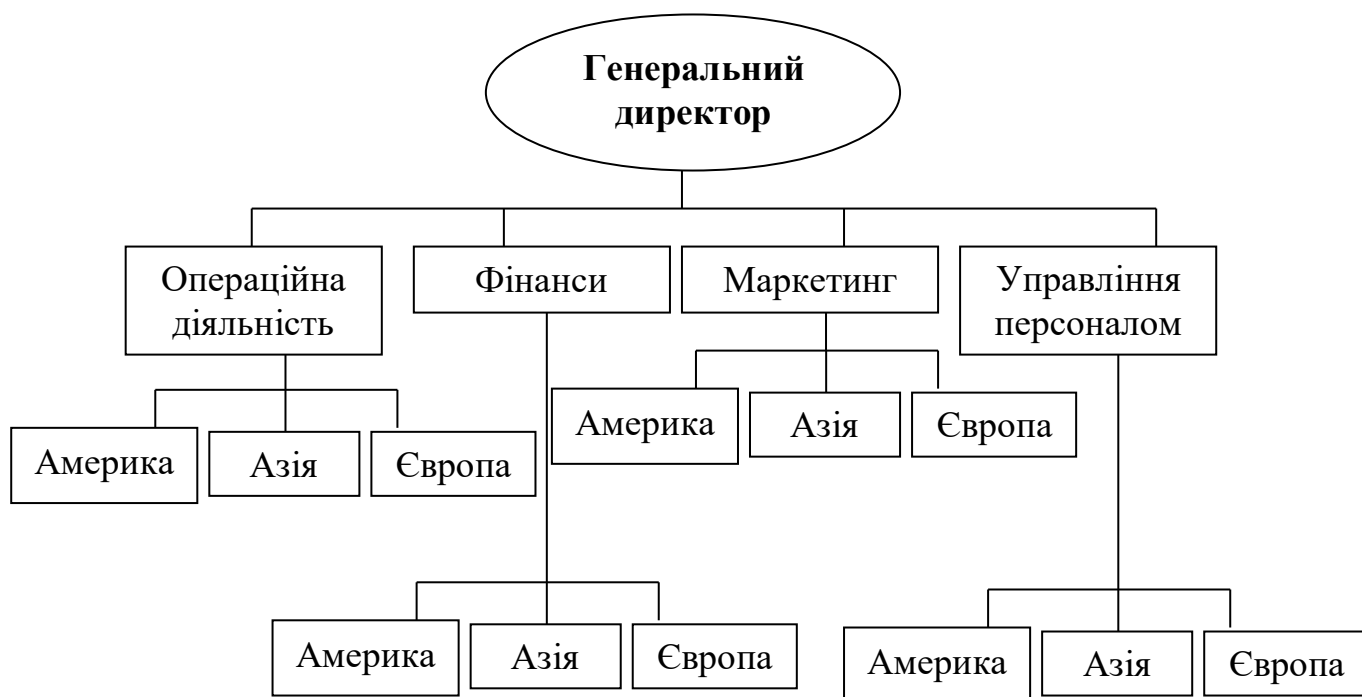 Генеральний
директор
Операційна
діяльність
Фінанси
Маркетинг
Управління
персоналом
Америка
Азія
Європа
Америка
Азія
Європа
Америка
Азія
Європа
Америка
Азія
Європа